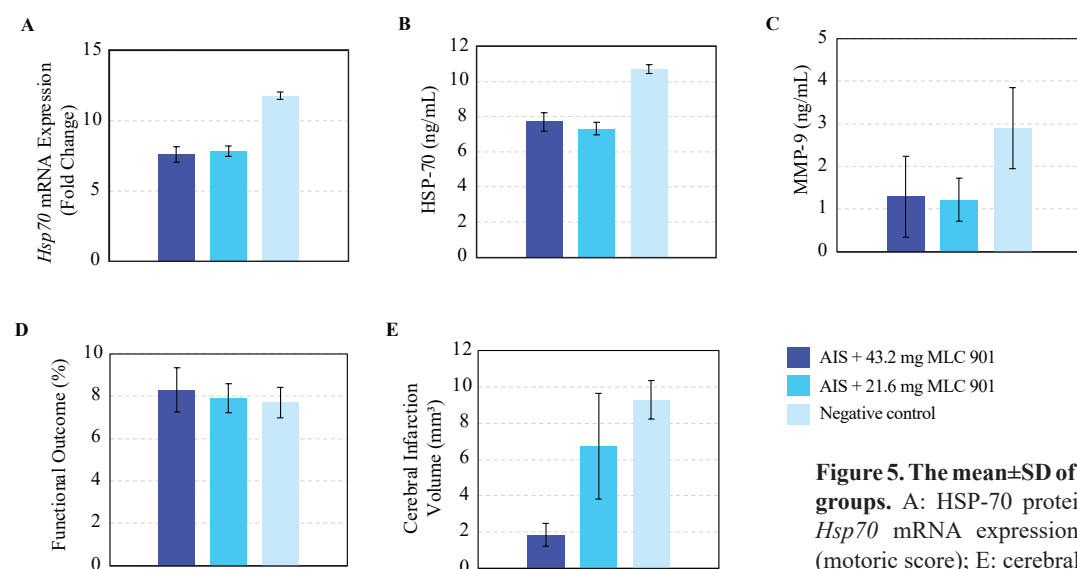 A
Hsp70 mRNA Expression
(Fold Change)
15
10
5
0
B
HSP-70 (ng/mL)
12
10
8
6
4
2
0
C
MMP-9 (ng/mL)
5
4
3
2
1
0
D
Functional Outcome (%)
10
8
6
4
2
0
E
Cerebral Infarction
Volume (mm³)
12
10
8
6
4
2
0
AIS + 43.2 mg MLC 901
AIS + 21.6 mg MLC 901
Negative control
Figure 5. The mean±SD of
groups. A: HSP-70 protein
Hsp70 mRNA expression
(motoric score); E: cerebral